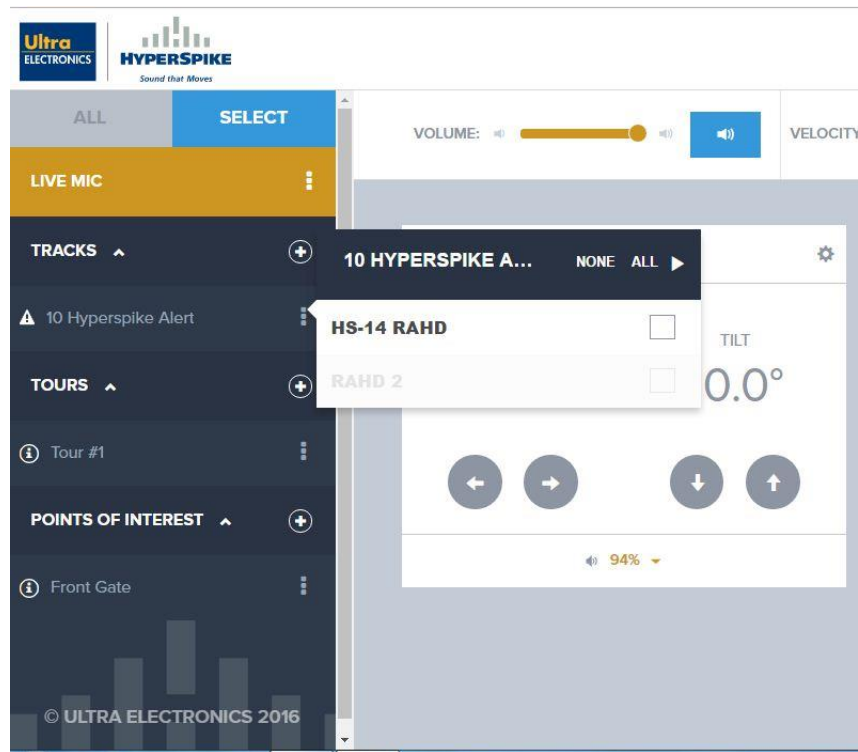 Ultra
ELECTRONICS
HYPERSPIKE
Sound that Moves
ALL
SELECT
VOLUME:
VELOCITY
LIVE MIC
TRACKS
10 HYPERSPIKE A...
NONE
ALL
10 Hyperspike Alert
HS-14 RAHD
TILT
RAHD 2
0.0°
TOURS
Tour #1
POINTS OF INTEREST
94%
Front Gate
© ULTRA ELECTRONICS 2016